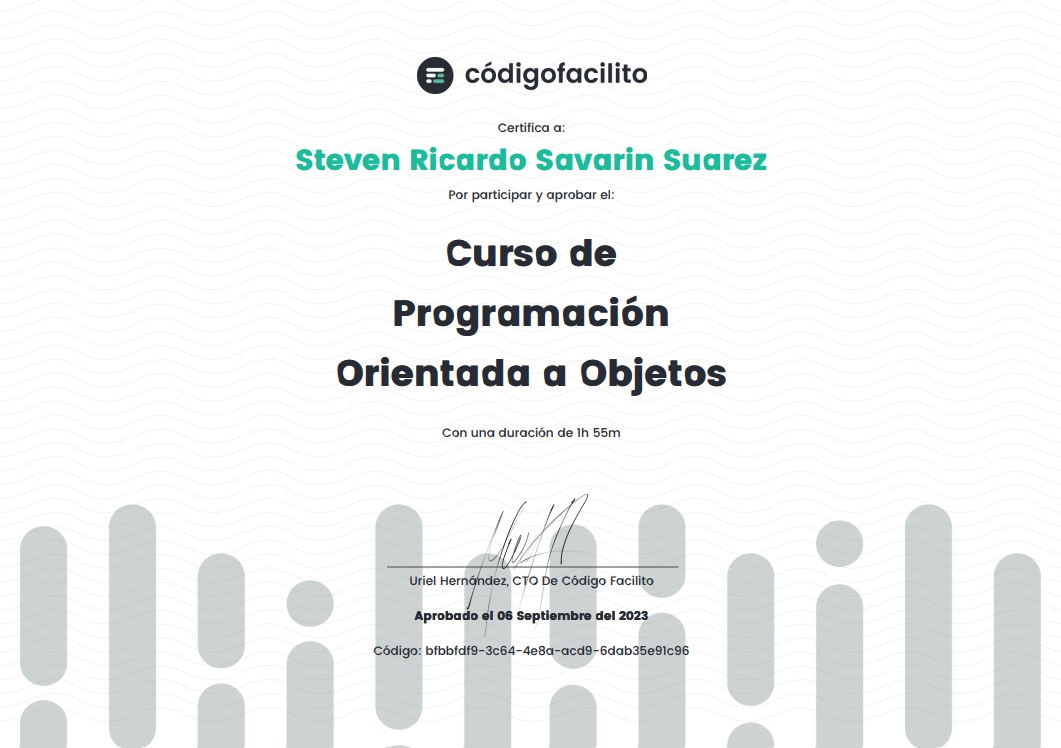 códigofacilito
Certifica a:
Steven Ricardo Savarin Suarez
Por participar y aprobar el:
Curso de
Programación
Orientada a Objetos
Con una duración de 1h 55m
Uriel Hernández, CTO De Código Facilito
Aprobado el 06 Septiembre del 2023
Código: bfbbfdf9-3c64-4e8a-acd9-6dab35e91c96